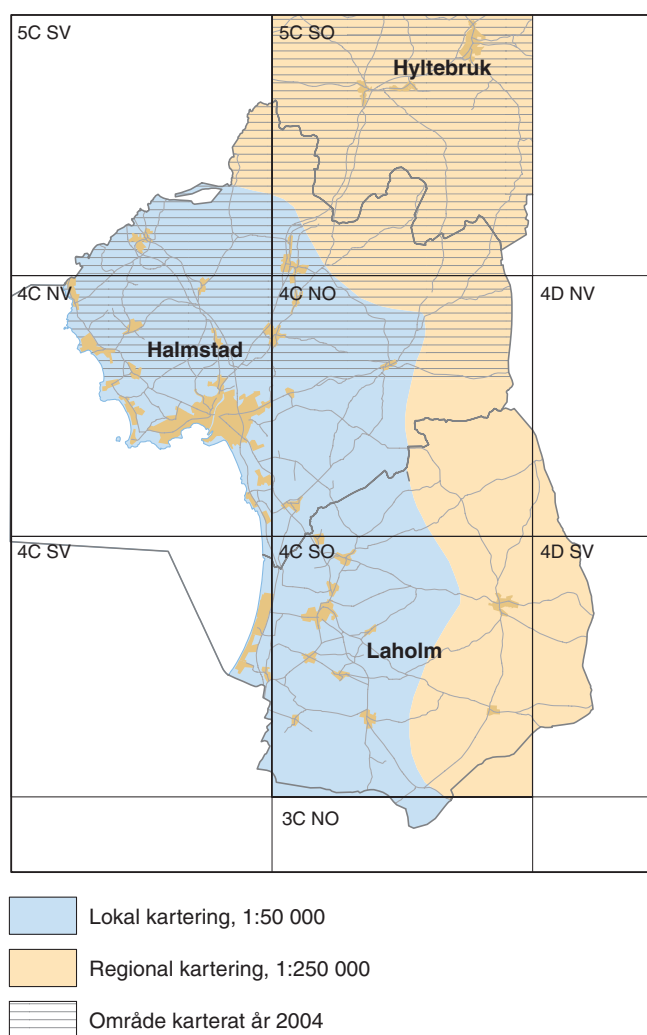 5C SV
5C SO
Hyltebruk
4C NV
4C NO
4D NV
Halmstad
4C SV
4C SO
4D SV
Laholm
3C NO
Lokal kartering, 1:50 000
Regional kartering, 1:250 000
Område karterat år 2004